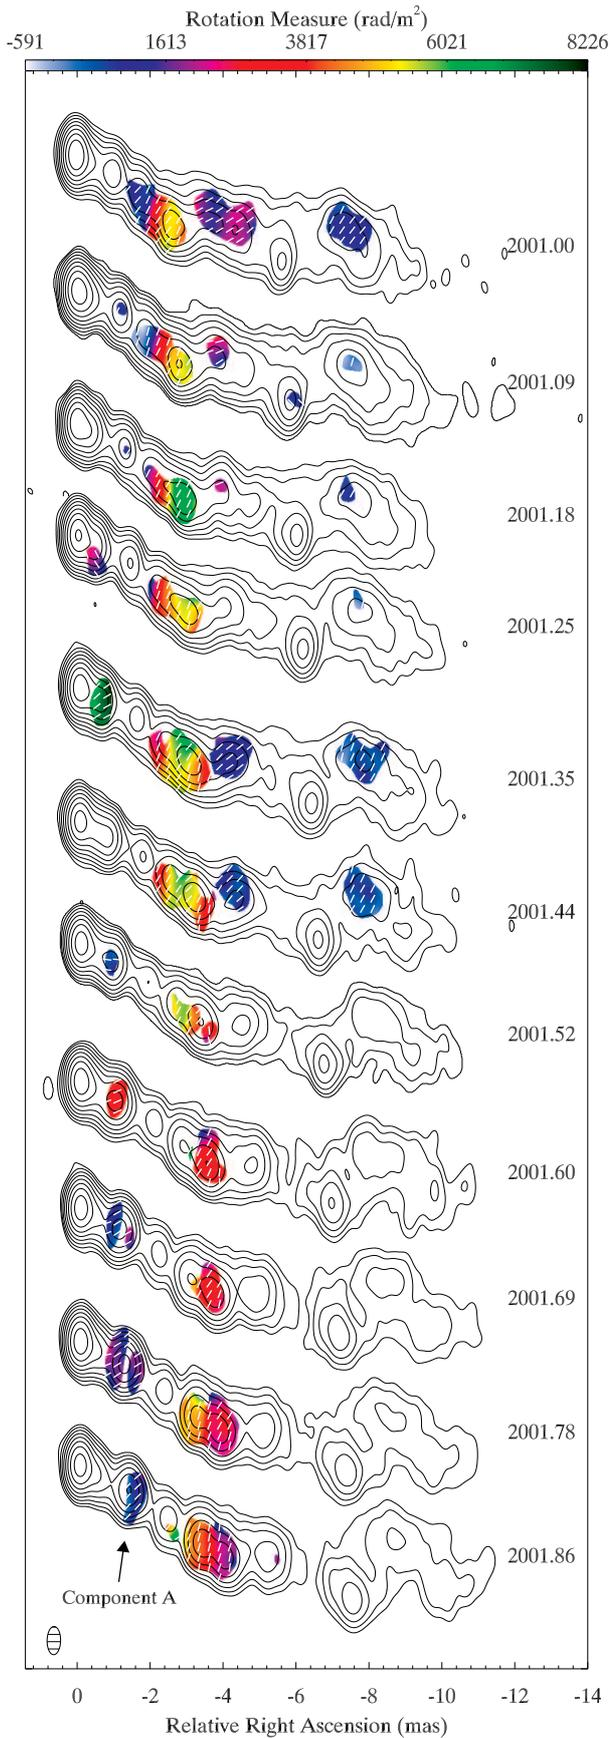 Rotation Measure (rad/m²)
-591 1613 3817 6021 8226
2001.00
2001.09
2001.18
2001.25
2001.35
2001.44
2001.52
2001.60
2001.69
2001.78
2001.86
Component A
0 -2 -4 -6 -8 -10 -12 -14
Relative Right Ascension (mas)